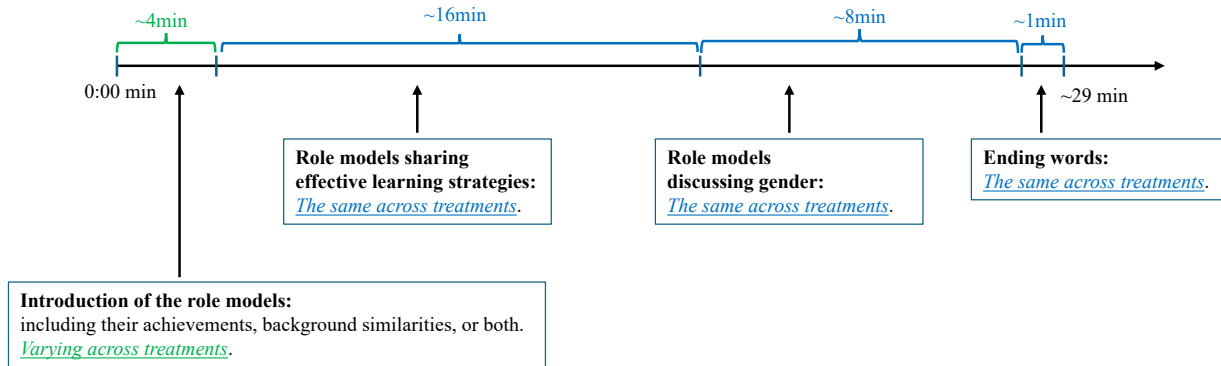 ~4min
~16min
~8min
~1min
0:00 min
~29 min
Role models sharing
effective learning strategies:
The same across treatments.
Role models
discussing gender:
The same across treatments.
Ending words:
The same across treatments.
Introduction of the role models:
including their achievements, background similarities, or both.
Varying across treatments.